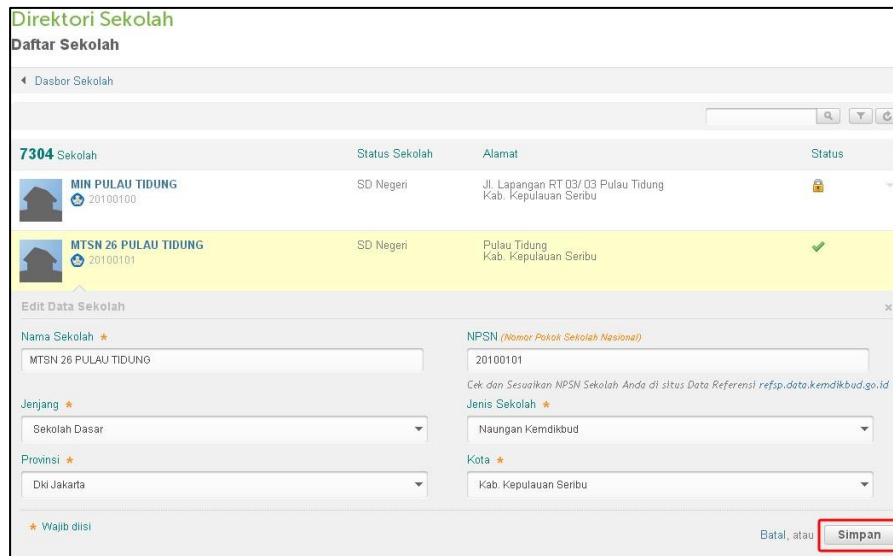 Direktori Sekolah
Daftar Sekolah
Dasbor Sekolah
7304 Sekolah Status Sekolah Alamat Status
MIN PULAU TIDUNG SD Negeri Jl. Lapangan RT 03/ 03 Pulau Tidung
20100100 Kab. Kepulauan Seribu
MTSN 26 PULAU TIDUNG SD Negeri Pulau Tidung
20100101 Kab. Kepulauan Seribu
Edit Data Sekolah x
Nama Sekolah * NPSN (Nomor Pokok Sekolah Nasional)
MTSN 26 PULAU TIDUNG 20100101
Cek dan Sesuaikan NPSN Sekolah Anda di situs Data Referensi refsp.data.kemdikbud.go.id
Jenjang * Jenis Sekolah *
Sekolah Dasar Naungan Kemdikbud
Provinsi * Kota *
Dki Jakarta Kab. Kepulauan Seribu
* Wajib diisi Batal, atau Simpan